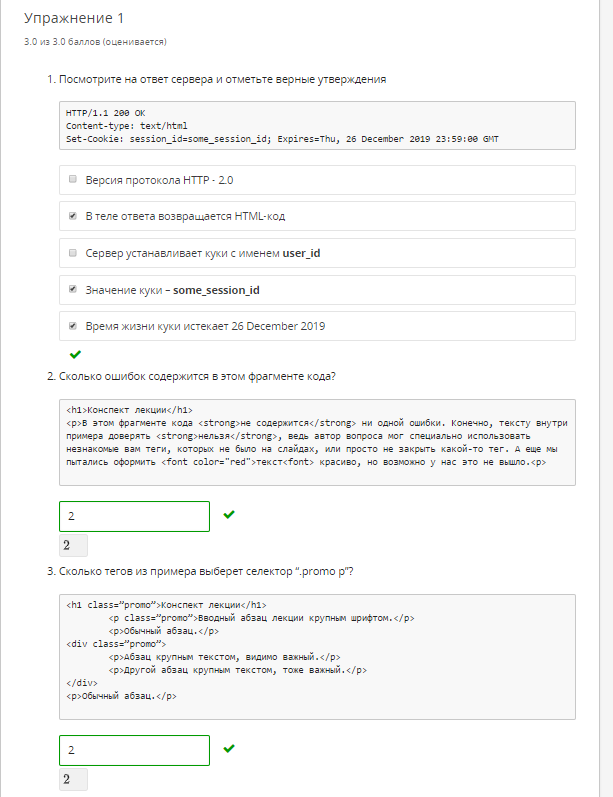 Упражнение 1
3.0 из 3.0 баллов (оценивается)
1. Посмотрите на ответ сервера и отметьте верные утверждения
HTTP/1.1 200 OK
Content-type: text/html
Set-Cookie: session_id=some_session_id; Expires=Thu, 26 December 2019 23:59:00 GMT
Версия протокола HTTP - 2.0
В теле ответа возвращается HTML-код
Сервер устанавливает куки с именем user_id
Значение куки – some_session_id
Время жизни куки истекает 26 December 2019
2. Сколько ошибок содержится в этом фрагменте кода?
<h1>Конспект лекции</h1>
<p>В этом фрагменте кода <strong>не содержится</strong> ни одной ошибки. Конечно, тексту внутри
примера доверять <strong>нельзя</strong>, ведь автор вопроса мог специально использовать
незнакомые вам теги, которых не было на слайдах, или просто не закрыть какой-то тег. А еще мы
пытались оформить <font color="red">текст<font> красиво, но возможно у нас это не вышло.<p>
2
2
3. Сколько тегов из примера выберет селектор “.promo p”?
<h1 class=”promo”>Конспект лекции</h1>
<p class=”promo”>Вводный абзац лекции крупным шрифтом.</p>
<p>Обычный абзац.</p>
<div class=”promo”>
<p>Абзац крупным текстом, видимо важный.</p>
<p>Другой абзац крупным текстом, тоже важный.</p>
</div>
<p>Обычный абзац.</p>
2
2